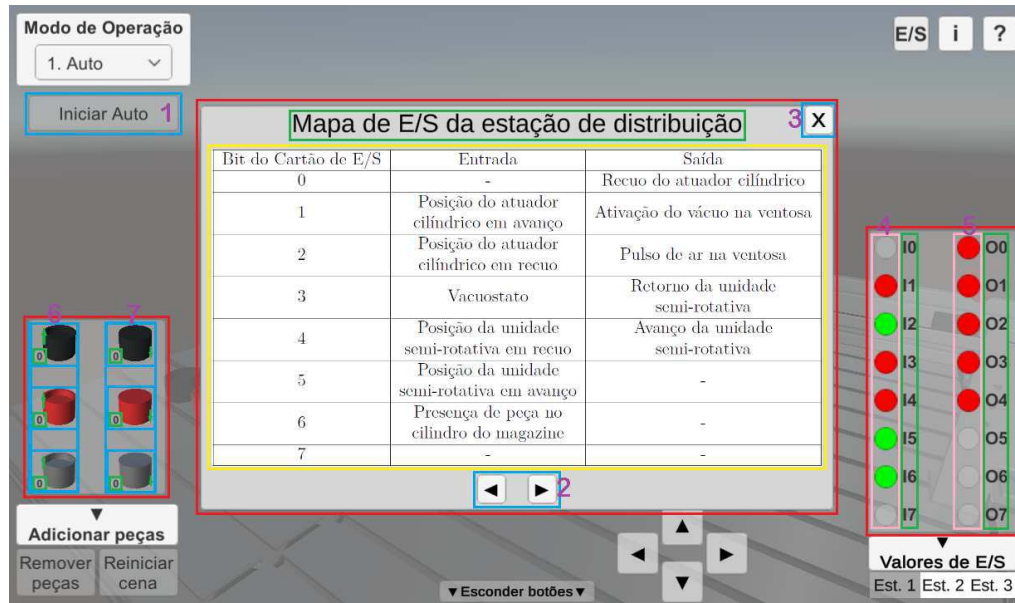 Modo de Operação
1. Auto
Iniciar Auto 1
E/S i ?
Mapa de E/S da estação de distribuição 3 X
Bit do Cartão de E/S Entrada Saída
0 - Recuo do atuador cilíndrico
1 Posição do atuador cilíndrico em avanço Ativação do vácuo na ventosa
2 Posição do atuador cilíndrico em recuo Pulso de ar na ventosa
3 Vacuostato Retorno da unidade semi-rotativa
4 Posição da unidade semi-rotativa em recuo Avanço da unidade semi-rotativa
5 Posição da unidade semi-rotativa em avanço -
6 Presença de peça no cilindro do magazine -
7 - -
◄ ► 2
6 7
0 0
0 0
0 0
▼
Adicionar peças
Remover peças
Reiniciar cena
▲
◄ ►
▼
▼Esconder botões▼
4 5
I0 O0
I1 O1
I2 O2
I3 O3
I4 O4
I5 O5
I6 O6
I7 O7
▼
Valores de E/S
Est. 1 Est. 2 Est. 3